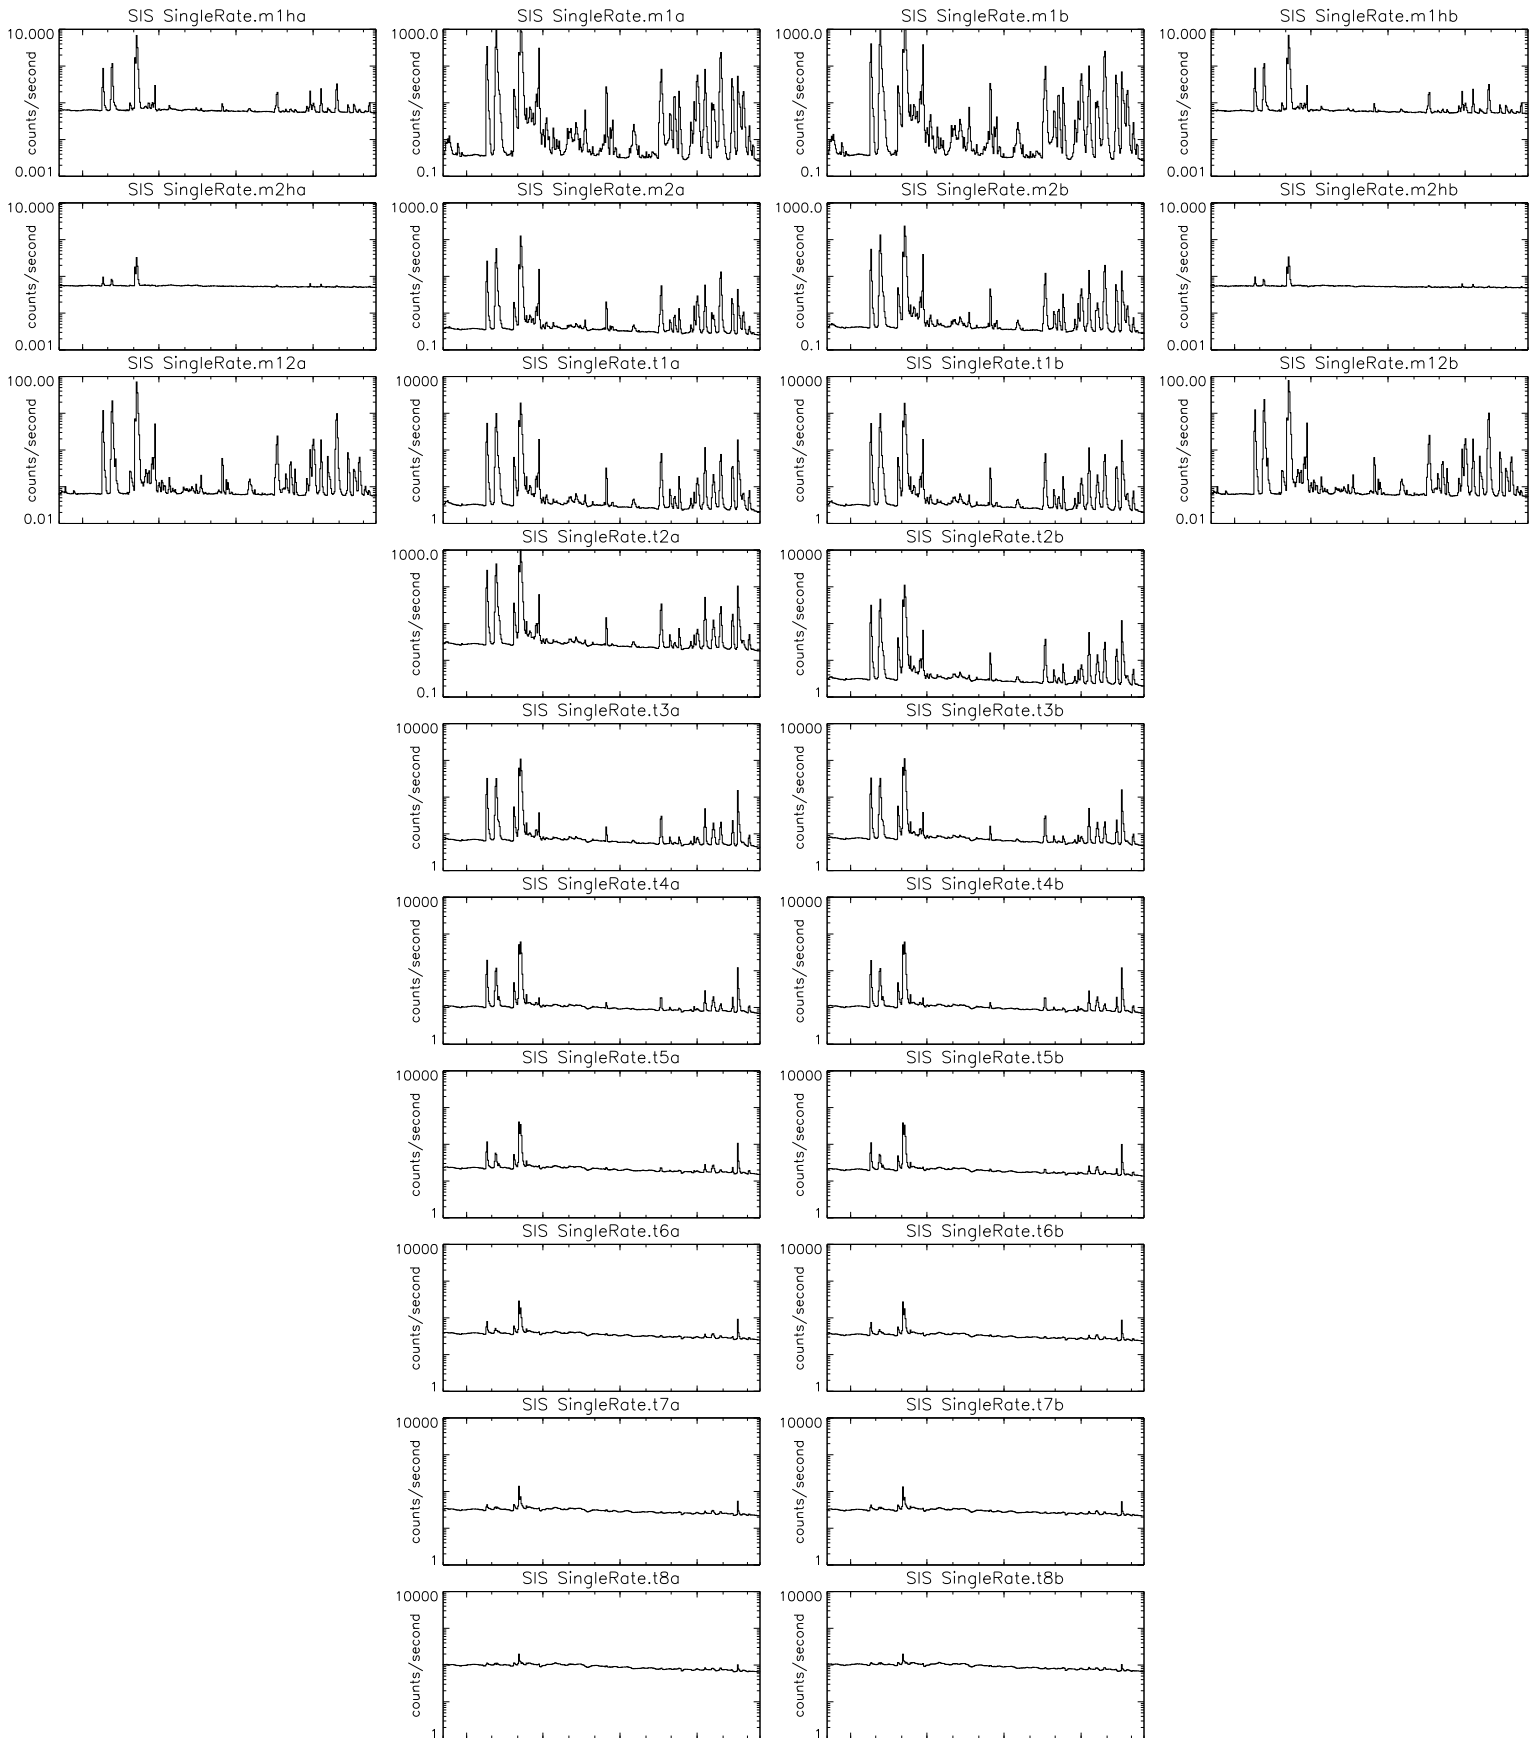 SIS SingleRate.m1ha
SIS SingleRate.m1a
SIS SingleRate.m1b
SIS SingleRate.m1hb
10.000
counts/second
0.001
1000.0
counts/second
0.1
1000.0
counts/second
0.1
10.000
counts/second
0.001
SIS SingleRate.m2ha
SIS SingleRate.m2a
SIS SingleRate.m2b
SIS SingleRate.m2hb
10.000
counts/second
0.001
1000.0
counts/second
0.1
1000.0
counts/second
0.1
10.000
counts/second
0.001
SIS SingleRate.m12a
SIS SingleRate.t1a
SIS SingleRate.t1b
SIS SingleRate.m12b
100.00
counts/second
0.01
10000
counts/second
1
10000
counts/second
1
100.00
counts/second
0.01
SIS SingleRate.t2a
SIS SingleRate.t2b
1000.0
counts/second
0.1
10000
counts/second
1
SIS SingleRate.t3a
SIS SingleRate.t3b
10000
counts/second
1
10000
counts/second
1
SIS SingleRate.t4a
SIS SingleRate.t4b
10000
counts/second
1
10000
counts/second
1
SIS SingleRate.t5a
SIS SingleRate.t5b
10000
counts/second
1
10000
counts/second
1
SIS SingleRate.t6a
SIS SingleRate.t6b
10000
counts/second
1
10000
counts/second
1
SIS SingleRate.t7a
SIS SingleRate.t7b
10000
counts/second
1
10000
counts/second
1
SIS SingleRate.t8a
SIS SingleRate.t8b
10000
counts/second
1
10000
counts/second
1